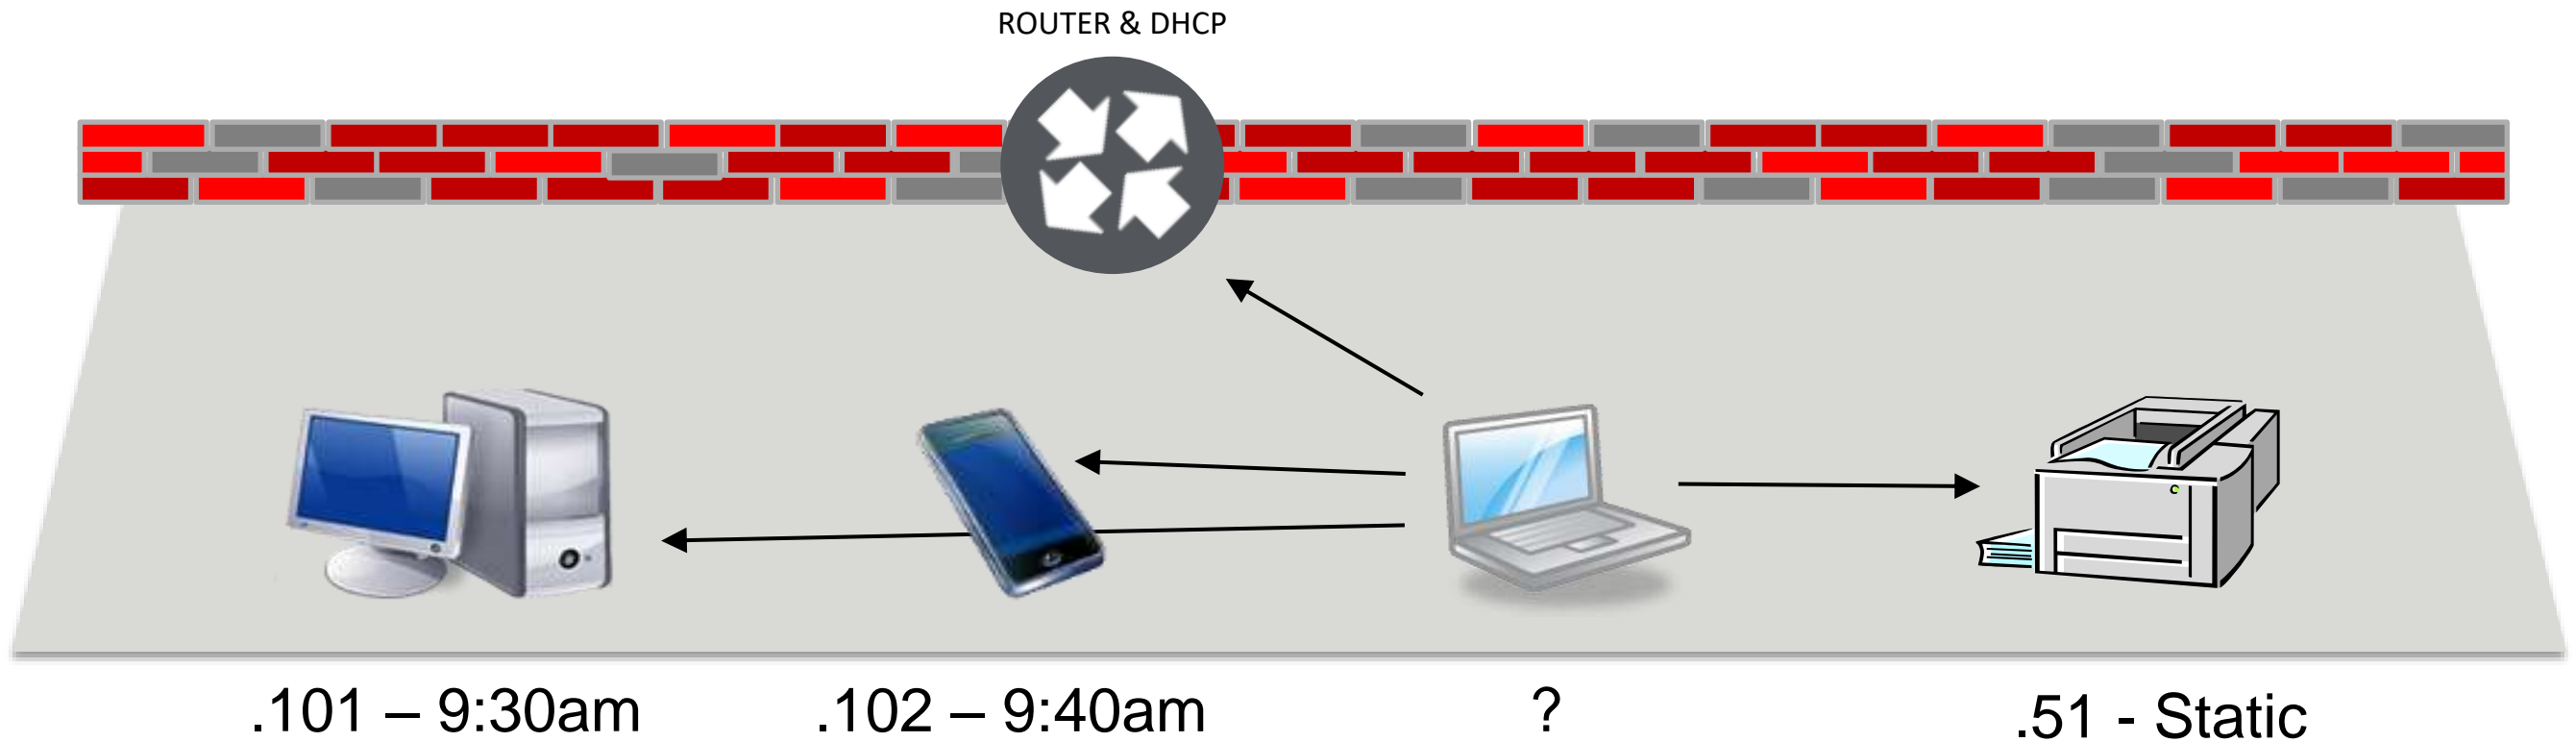 ROUTER & DHCP
.101 – 9:30am
.102 – 9:40am
?
.51 - Static